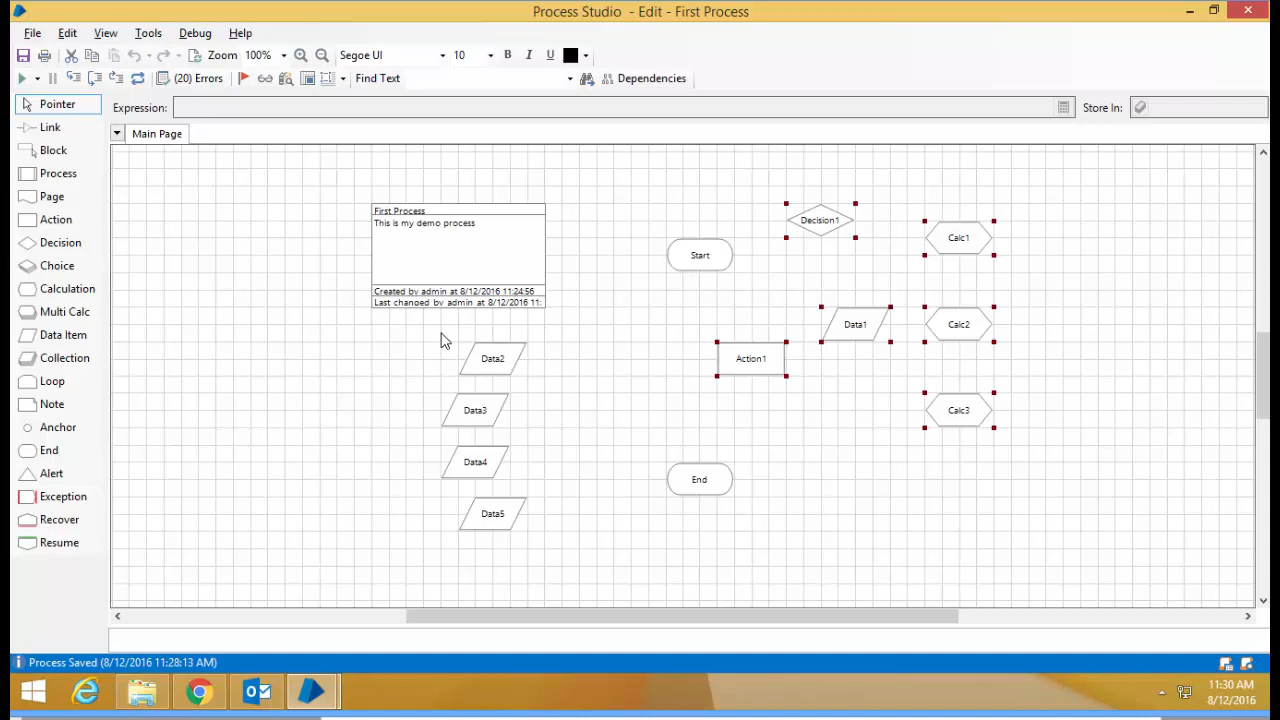 Process Studio - Edit - First Process
File Edit View Tools Debug Help
Zoom 100% Segoe UI 10 B I U
(20) Errors Find Text Dependencies
Pointer
Link
Block
Process
Page
Action
Decision
Choice
Calculation
Multi Calc
Data Item
Collection
Loop
Note
Anchor
End
Alert
Exception
Recover
Resume
Expression: Store In:
Main Page
First Process
This is my demo process
Created by admin at 8/12/2016 11:24:56
Last changed by admin at 8/12/2016 11:
Decision1
Calc1
Start
Data1
Calc2
Data2
Action1
Data3
Calc3
Data4
End
Data5
Process Saved (8/12/2016 11:28:13 AM)
11:30 AM
8/12/2016